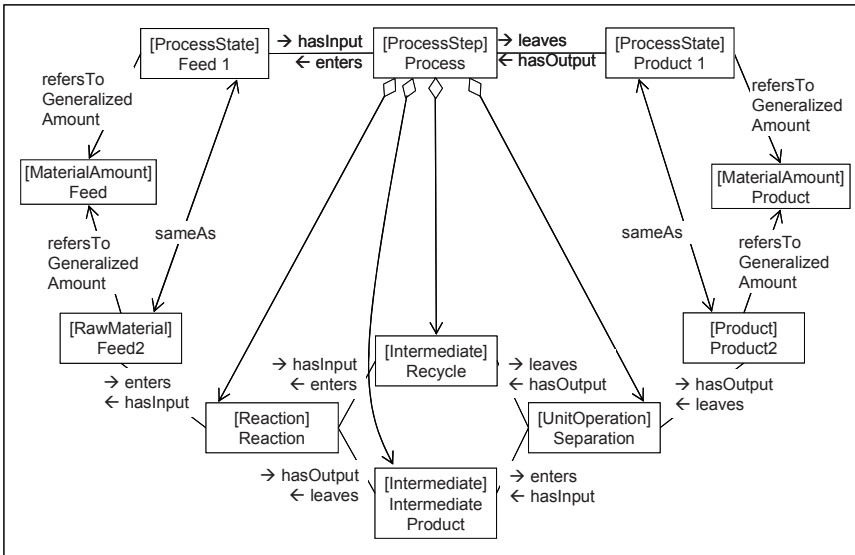 [ProcessState]
Feed 1
→ hasInput
← enters
[ProcessStep]
Process
→ leaves
← hasOutput
[ProcessState]
Product 1
refersTo
Generalized
Amount
refersTo
Generalized
Amount
[MaterialAmount]
Feed
[MaterialAmount]
Product
refersTo
Generalized
Amount
sameAs
sameAs
refersTo
Generalized
Amount
[RawMaterial]
Feed2
[Product]
Product2
→ enters
← hasInput
→ hasInput
← enters
[Intermediate]
Recycle
→ leaves
← hasOutput
→ hasOutput
← leaves
[Reaction]
Reaction
[UnitOperation]
Separation
→ hasOutput
← leaves
[Intermediate]
Intermediate
Product
→ enters
← hasInput